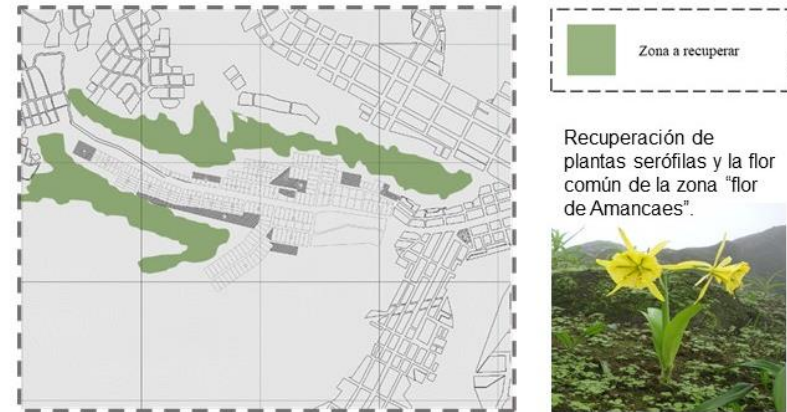 Zona a recuperar
Recuperación de
plantas serófilas y la flor
común de la zona “flor
de Amancaes”.